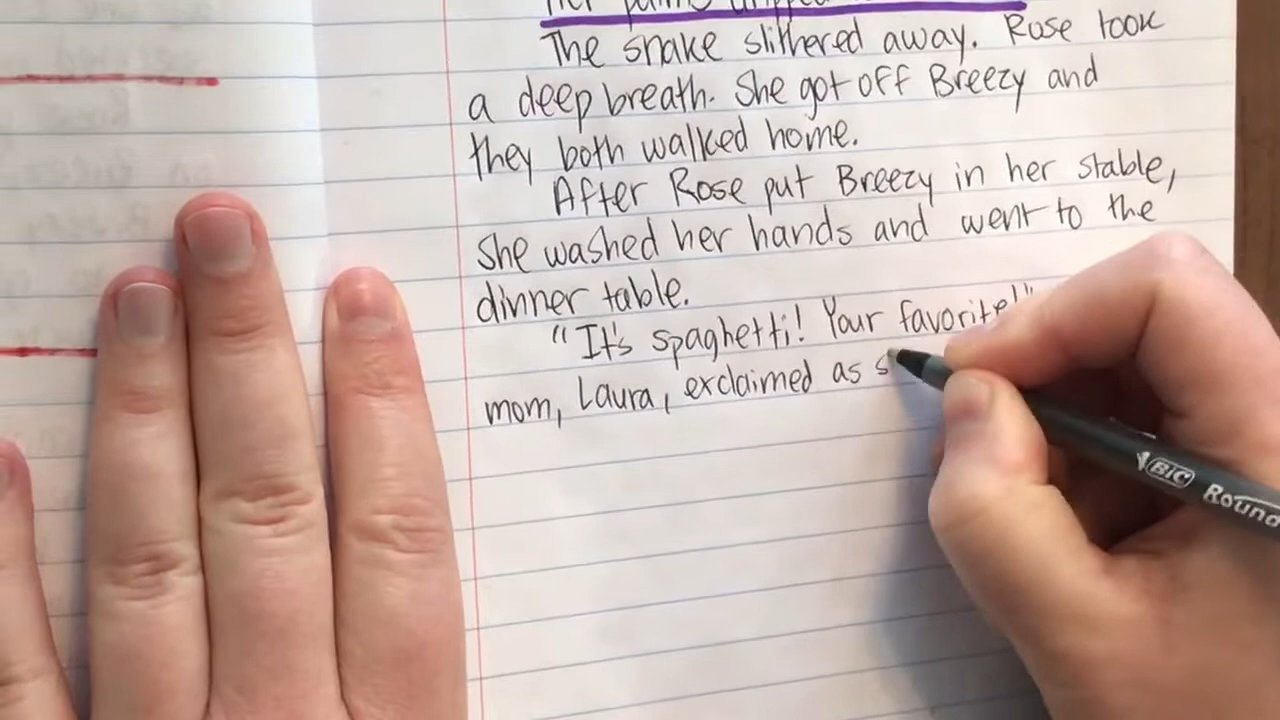 The snake slithered away. Rose took
a deep breath. She got off Breezy and
they both walked home.
After Rose put Breezy in her stable,
she washed her hands and went to the
dinner table.
"It's spaghetti! Your favorite!"
mom, Laura, exclaimed as s
BIC Round